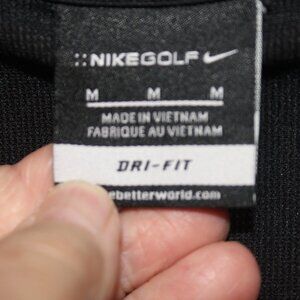 NIKEGOLF
M M M
MADE IN VIETNAM
FABRIQUE AU VIETNAM
DRI-FIT
ebetterworld.com